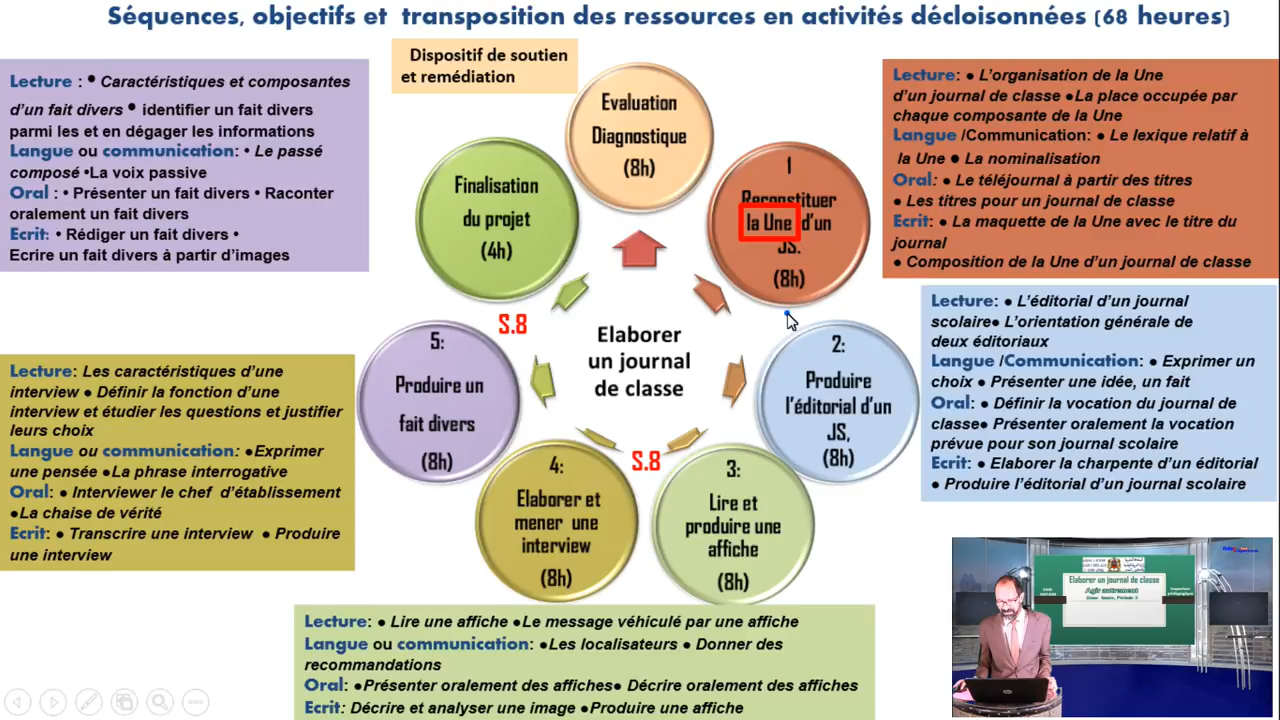 Séquences, objectifs et transposition des ressources en activités décloisonnées (68 heures)
Dispositif de soutien
et remédiation
Lecture : • Caractéristiques et composantes
d'un fait divers • identifier un fait divers
parmi les et en dégager les informations
Langue ou communication: • Le passé
composé •La voix passive
Oral : • Présenter un fait divers • Raconter
oralement un fait divers
Ecrit: • Rédiger un fait divers •
Ecrire un fait divers à partir d'images
Evaluation
Diagnostique
(8h)
Finalisation
du projet
(4h)
1
Reconstituer
la Une d'un
JS.
(8h)
Lecture: ● L'organisation de la Une
d'un journal de classe ●La place occupée par
chaque composante de la Une
Langue /Communication: ● Le lexique relatif à
la Une ● La nominalisation
Oral: ● Le téléjournal à partir des titres
● Les titres pour un journal de classe
Ecrit: ● La maquette de la Une avec le titre du
journal
● Composition de la Une d'un journal de classe
S.8
Elaborer
un journal
de classe
5:
Produire un
fait divers
(8h)
2:
Produire
l'éditorial d'un
JS,
(8h)
Lecture: ● L'éditorial d'un journal
scolaire● L'orientation générale de
deux éditoriaux
Langue /Communication: ● Exprimer un
choix ● Présenter une idée, un fait
Oral: ● Définir la vocation du journal de
classe● Présenter oralement la vocation
prévue pour son journal scolaire
Ecrit: ● Elaborer la charpente d'un éditorial
● Produire l'éditorial d'un journal scolaire
Lecture: Les caractéristiques d'une
interview ● Définir la fonction d'une
interview et étudier les questions et justifier
leurs choix
Langue ou communication: ●Exprimer
une pensée ●La phrase interrogative
Oral: ● Interviewer le chef d'établissement
●La chaise de vérité
Ecrit: ● Transcrire une interview ● Produire
une interview
S.8
4:
Elaborer et
mener une
interview
(8h)
3:
Lire et
produire une
affiche
(8h)
Lecture: ● Lire une affiche ●Le message véhiculé par une affiche
Langue ou communication: ●Les localisateurs ● Donner des
recommandations
Oral: ●Présenter oralement des affiches● Décrire oralement des affiches
Ecrit: Décrire et analyser une image ●Produire une affiche
Elaborer un journal de classe
Agir autrement